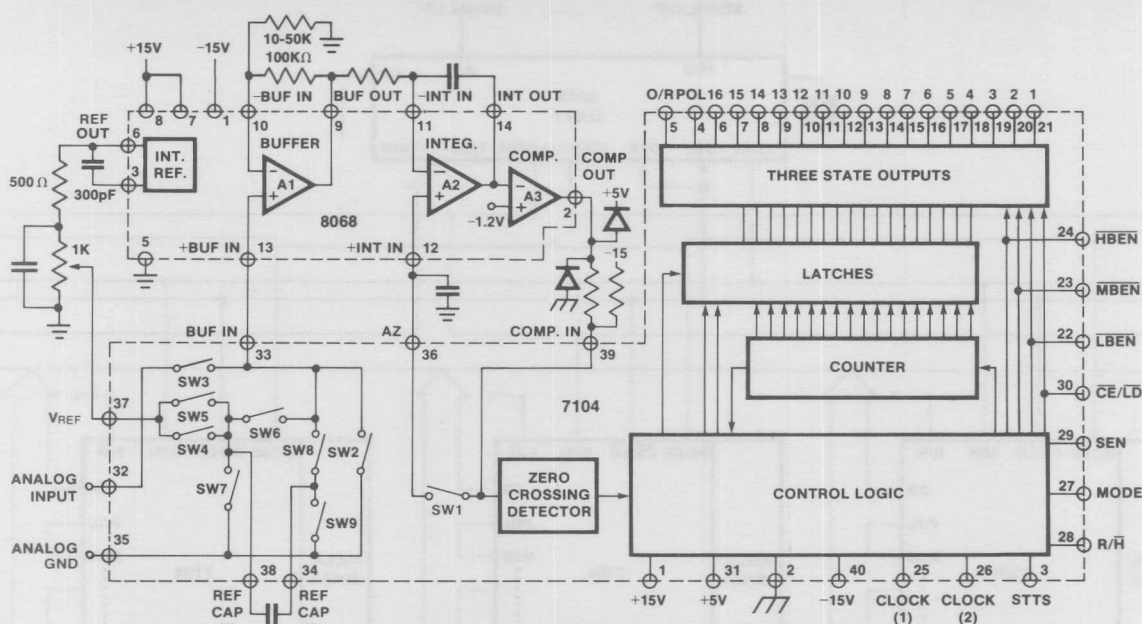 10-50K
100KΩ
+15V
-15V
-BUF IN
BUF OUT
-INT IN
INT OUT
8
7
1
10
9
11
14
REF OUT
6
3
INT. REF.
300pF
500 Ω
1K
BUFFER
A1
INTEG.
A2
COMP.
A3
COMP OUT
2
+5V
-1.2V
8068
5
+BUF IN
13
+INT IN
12
-15
BUF IN
33
AZ
36
COMP. IN
39
O/R POL 16 15 14 13 12 11 10 9 8 7 6 5 4 3 2 1
5 4 6 7 8 9 10 11 12 13 14 15 16 17 18 19 20 21
THREE STATE OUTPUTS
LATCHES
COUNTER
7104
24
HBEN
23
MBEN
22
LBEN
30
CE/LD
29
SEN
27
MODE
28
R/H
CONTROL LOGIC
ZERO CROSSING DETECTOR
SW1
37
VREF
SW3
SW5
SW4
SW6
SW8
SW2
SW7
SW9
32
ANALOG INPUT
35
ANALOG GND
38
34
REF CAP
REF CAP
1
31
2
40
25
26
3
+15V
+5V
-15V
CLOCK (1)
CLOCK (2)
STTS